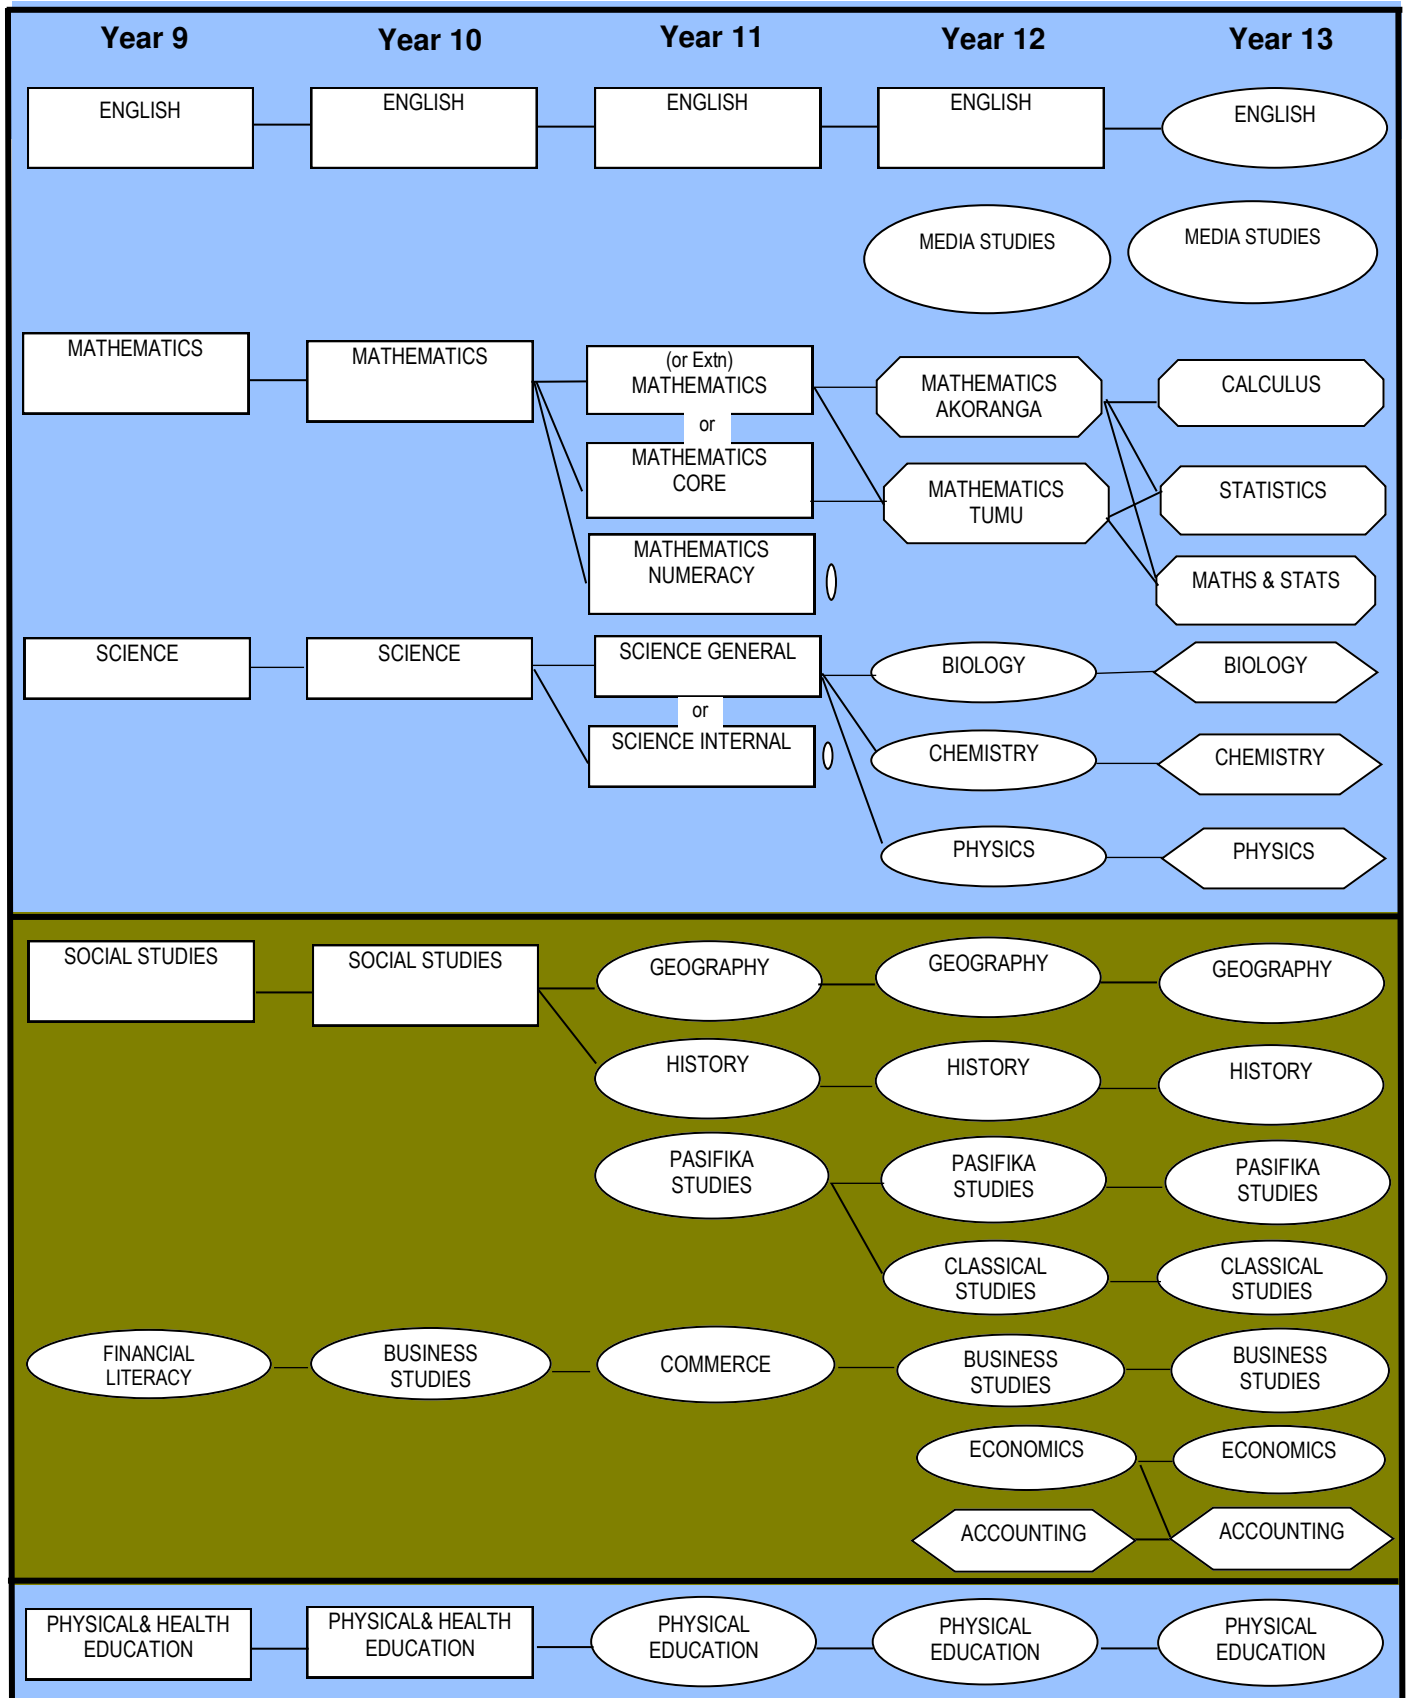 Year 9
Year 10
Year 11
Year 12
Year 13
ENGLISH
ENGLISH
ENGLISH
ENGLISH
ENGLISH
MEDIA STUDIES
MEDIA STUDIES
MATHEMATICS
MATHEMATICS
(or Extn)
MATHEMATICS
or
MATHEMATICS
CORE
MATHEMATICS
NUMERACY
MATHEMATICS
AKORANGA
MATHEMATICS
TUMU
CALCULUS
STATISTICS
MATHS & STATS
SCIENCE
SCIENCE
SCIENCE GENERAL
or
SCIENCE INTERNAL
BIOLOGY
BIOLOGY
CHEMISTRY
CHEMISTRY
PHYSICS
PHYSICS
SOCIAL STUDIES
SOCIAL STUDIES
GEOGRAPHY
GEOGRAPHY
GEOGRAPHY
HISTORY
HISTORY
HISTORY
PASIFIKA
STUDIES
PASIFIKA
STUDIES
PASIFIKA
STUDIES
CLASSICAL
STUDIES
CLASSICAL
STUDIES
FINANCIAL
LITERACY
BUSINESS
STUDIES
COMMERCE
BUSINESS
STUDIES
BUSINESS
STUDIES
ECONOMICS
ECONOMICS
ACCOUNTING
ACCOUNTING
PHYSICAL& HEALTH
EDUCATION
PHYSICAL& HEALTH
EDUCATION
PHYSICAL
EDUCATION
PHYSICAL
EDUCATION
PHYSICAL
EDUCATION